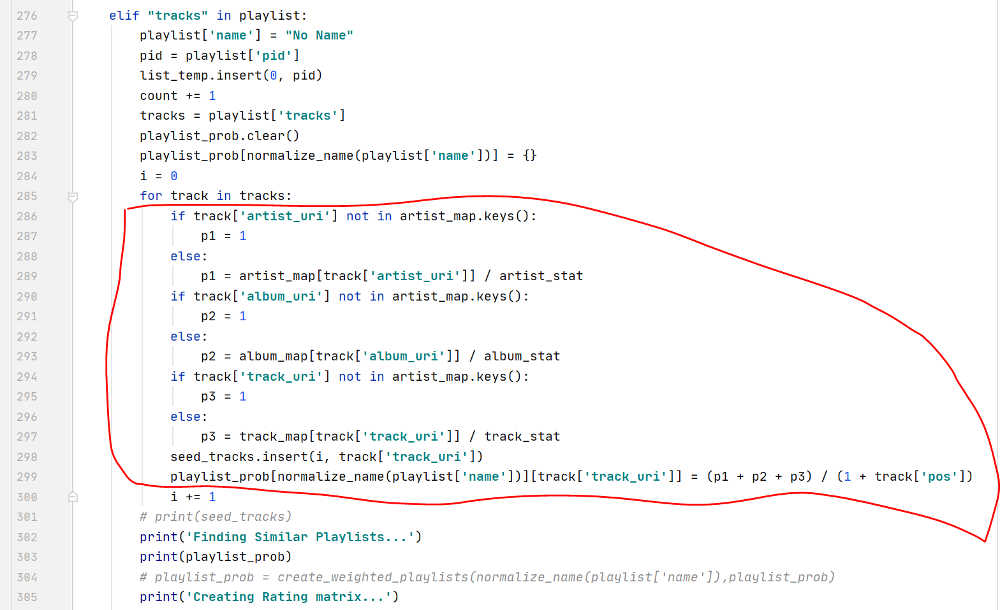 276 elif "tracks" in playlist:
277 playlist['name'] = "No Name"
278 pid = playlist['pid']
279 list_temp.insert(0, pid)
280 count += 1
281 tracks = playlist['tracks']
282 playlist_prob.clear()
283 playlist_prob[normalize_name(playlist['name'])] = {}
284 i = 0
285 for track in tracks:
286 if track['artist_uri'] not in artist_map.keys():
287 p1 = 1
288 else:
289 p1 = artist_map[track['artist_uri']] / artist_stat
290 if track['album_uri'] not in artist_map.keys():
291 p2 = 1
292 else:
293 p2 = album_map[track['album_uri']] / album_stat
294 if track['track_uri'] not in artist_map.keys():
295 p3 = 1
296 else:
297 p3 = track_map[track['track_uri']] / track_stat
298 seed_tracks.insert(i, track['track_uri'])
299 playlist_prob[normalize_name(playlist['name'])][track['track_uri']] = (p1 + p2 + p3) / (1 + track['pos'])
300 i += 1
301 # print(seed_tracks)
302 print('Finding Similar Playlists...')
303 print(playlist_prob)
304 # playlist_prob = create_weighted_playlists(normalize_name(playlist['name']),playlist_prob)
305 print('Creating Rating matrix...')